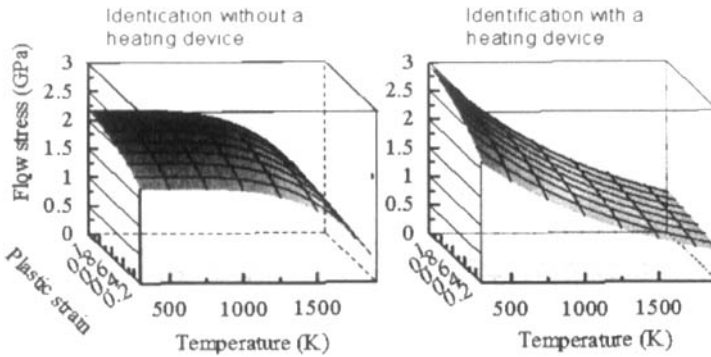 Identication without a
heating device
Identification with a
heating device
Flow stress (GPa)
3
2.5
2
1.5
1
0.5
0
Plastic strain
500
1000
1500
Temperature (K)
3
2.5
2
1.5
1
0.5
0
500
1000
1500
Temperature (K)